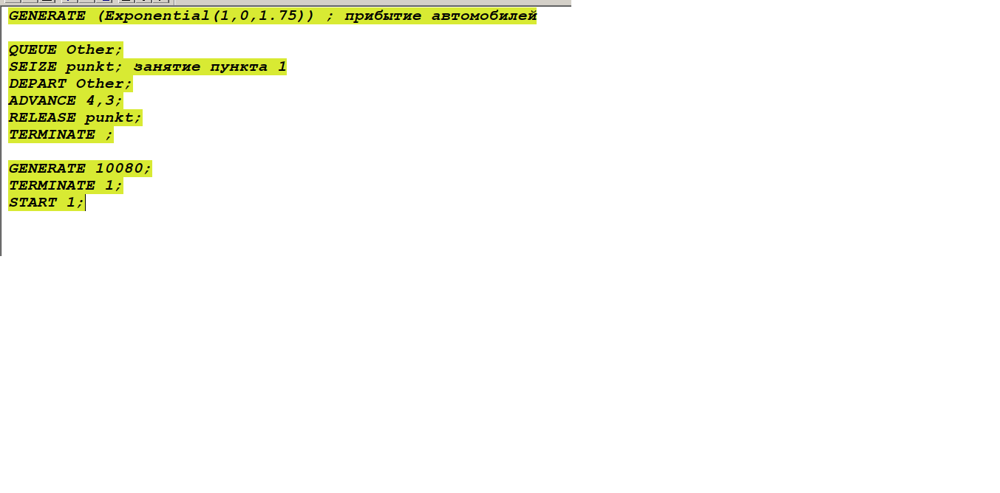 GENERATE (Exponential(1,0,1.75)) ; прибытие автомобилей
QUEUE Other;
SEIZE punkt; занятие пункта 1
DEPART Other;
ADVANCE 4,3;
RELEASE punkt;
TERMINATE ;
GENERATE 10080;
TERMINATE 1;
START 1;